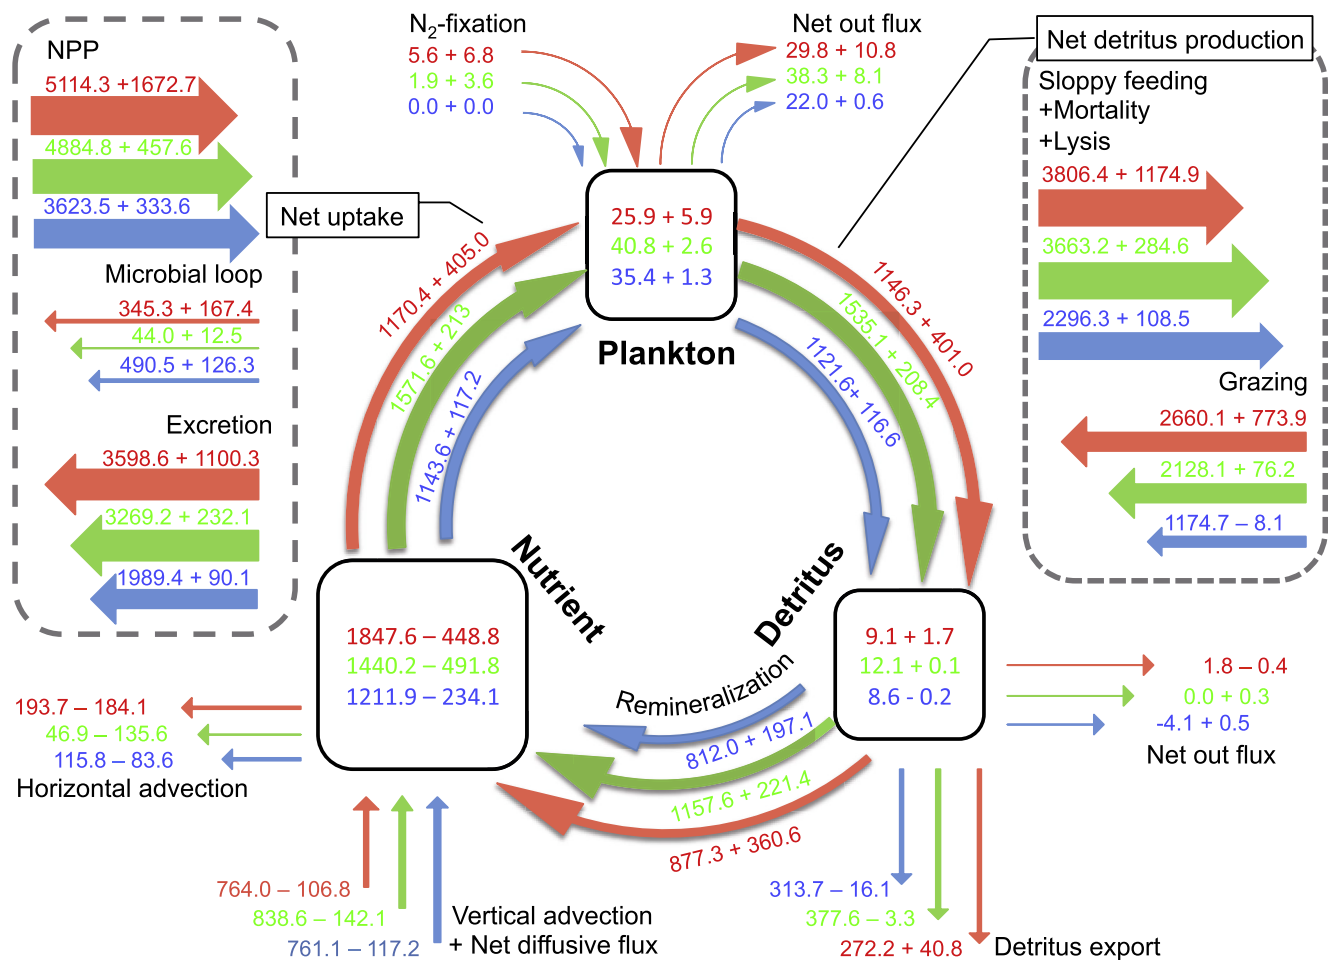 N2-fixation
5.6 + 6.8
1.9 + 3.6
0.0 + 0.0
Net out flux
29.8 + 10.8
38.3 + 8.1
22.0 + 0.6
Net detritus production
NPP
5114.3 +1672.7
4884.8 + 457.6
3623.5 + 333.6
Microbial loop
345.3 + 167.4
44.0 + 12.5
490.5 + 126.3
Excretion
3598.6 + 1100.3
3269.2 + 232.1
1989.4 + 90.1
Net uptake
1170.4 + 405.0
1571.6 + 213
1143.6 + 117.2
25.9 + 5.9
40.8 + 2.6
35.4 + 1.3
Plankton
1146.3 + 401.0
1535.1 + 208.4
1121.6+ 116.6
Sloppy feeding
+Mortality
+Lysis
3806.4 + 1174.9
3663.2 + 284.6
2296.3 + 108.5
Grazing
2660.1 + 773.9
2128.1 + 76.2
1174.7 – 8.1
Nutrient
1847.6 – 448.8
1440.2 – 491.8
1211.9 – 234.1
Detritus
9.1 + 1.7
12.1 + 0.1
8.6 - 0.2
Remineralization
812.0 + 197.1
1157.6 + 221.4
877.3 + 360.6
193.7 – 184.1
46.9 – 135.6
115.8 – 83.6
Horizontal advection
1.8 – 0.4
0.0 + 0.3
-4.1 + 0.5
Net out flux
764.0 – 106.8
838.6 – 142.1
761.1 – 117.2
Vertical advection
+ Net diffusive flux
313.7 – 16.1
377.6 – 3.3
272.2 + 40.8
Detritus export